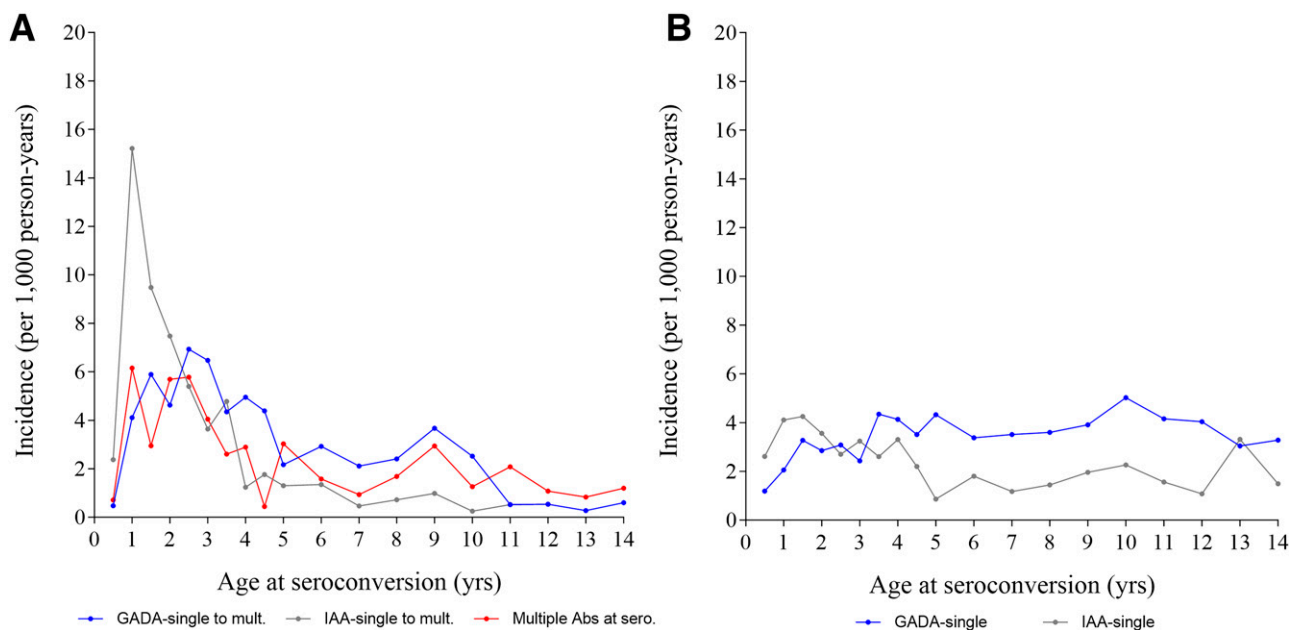 A
Incidence (per 1,000 person-years)
20
18
16
14
12
10
8
6
4
2
0
0 1 2 3 4 5 6 7 8 9 10 11 12 13 14
Age at seroconversion (yrs)
GADA-single to mult. IAA-single to mult. Multiple Abs at sero.
B
Incidence (per 1,000 person-years)
20
18
16
14
12
10
8
6
4
2
0
0 1 2 3 4 5 6 7 8 9 10 11 12 13 14
Age at seroconversion (yrs)
GADA-single IAA-single